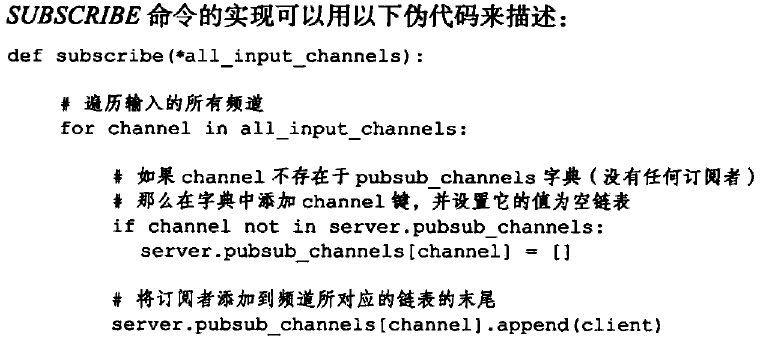 SUBSCRIBE 命令的实现可以用以下伪代码来描述：
def subscribe(*all_input_channels):
# 遍历输入的所有频道
for channel in all_input_channels:
# 如果 channel 不存在于 pubsub_channels 字典（没有任何订阅者）
# 那么在字典中添加 channel 键，并设置它的值为空链表
if channel not in server.pubsub_channels:
server.pubsub_channels[channel] = []
# 将订阅者添加到频道所对应的链表的末尾
server.pubsub_channels[channel].append(client)